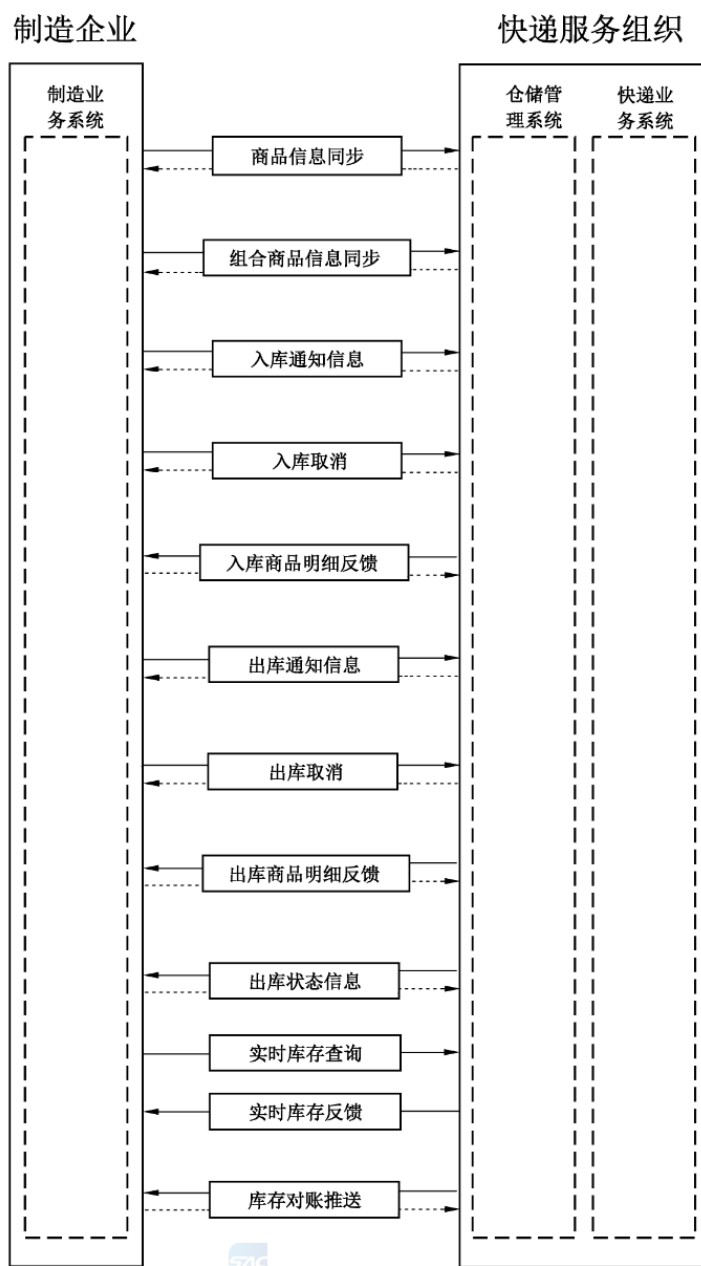 制造企业
快递服务组织
制造业
务系统
仓储管
理系统
快递业
务系统
商品信息同步
组合商品信息同步
入库通知信息
入库取消
入库商品明细反馈
出库通知信息
出库取消
出库商品明细反馈
出库状态信息
实时库存查询
实时库存反馈
库存对账推送
SAC